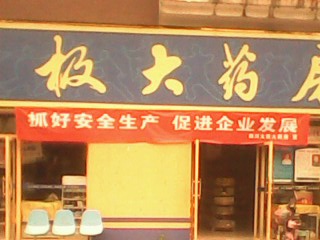 极大药房
抓好安全生产 促进企业发展